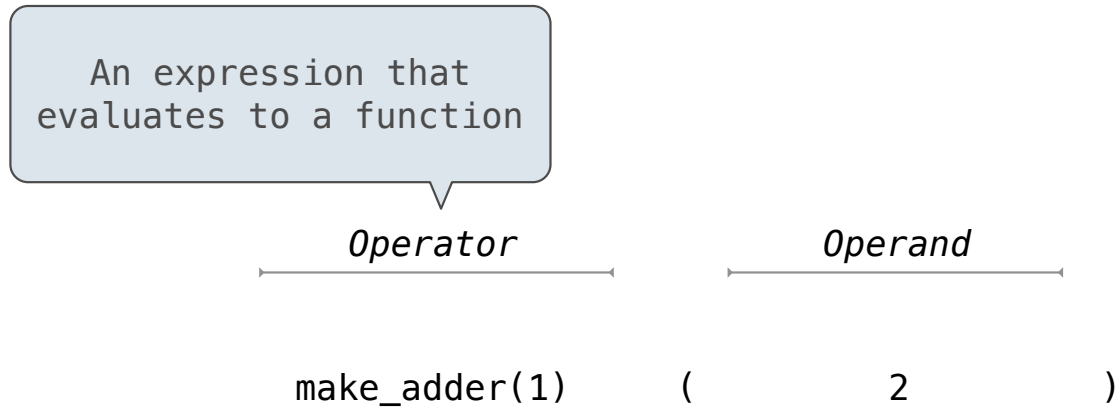 An expression that
evaluates to a function
Operator Operand
make_adder(1) ( 2 )